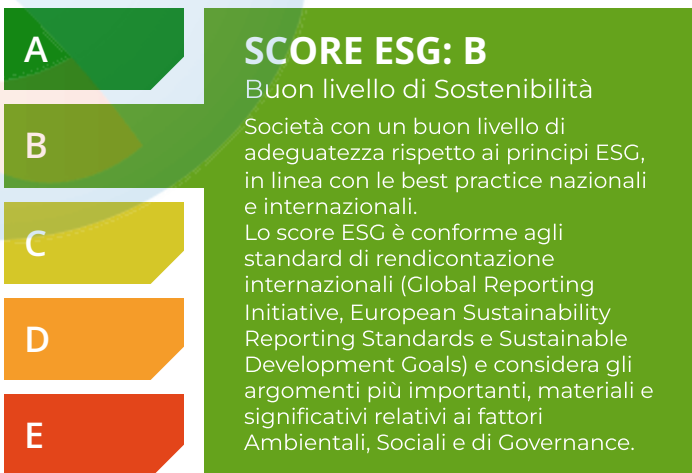 A
B
C
D
E
SCORE ESG: B
Buon livello di Sostenibilità
Società con un buon livello di
adeguatezza rispetto ai principi ESG,
in linea con le best practice nazionali
e internazionali.
Lo score ESG è conforme agli
standard di rendicontazione
internazionali (Global Reporting
Initiative, European Sustainability
Reporting Standards e Sustainable
Development Goals) e considera gli
argomenti più importanti, materiali e
significativi relativi ai fattori
Ambientali, Sociali e di Governance.